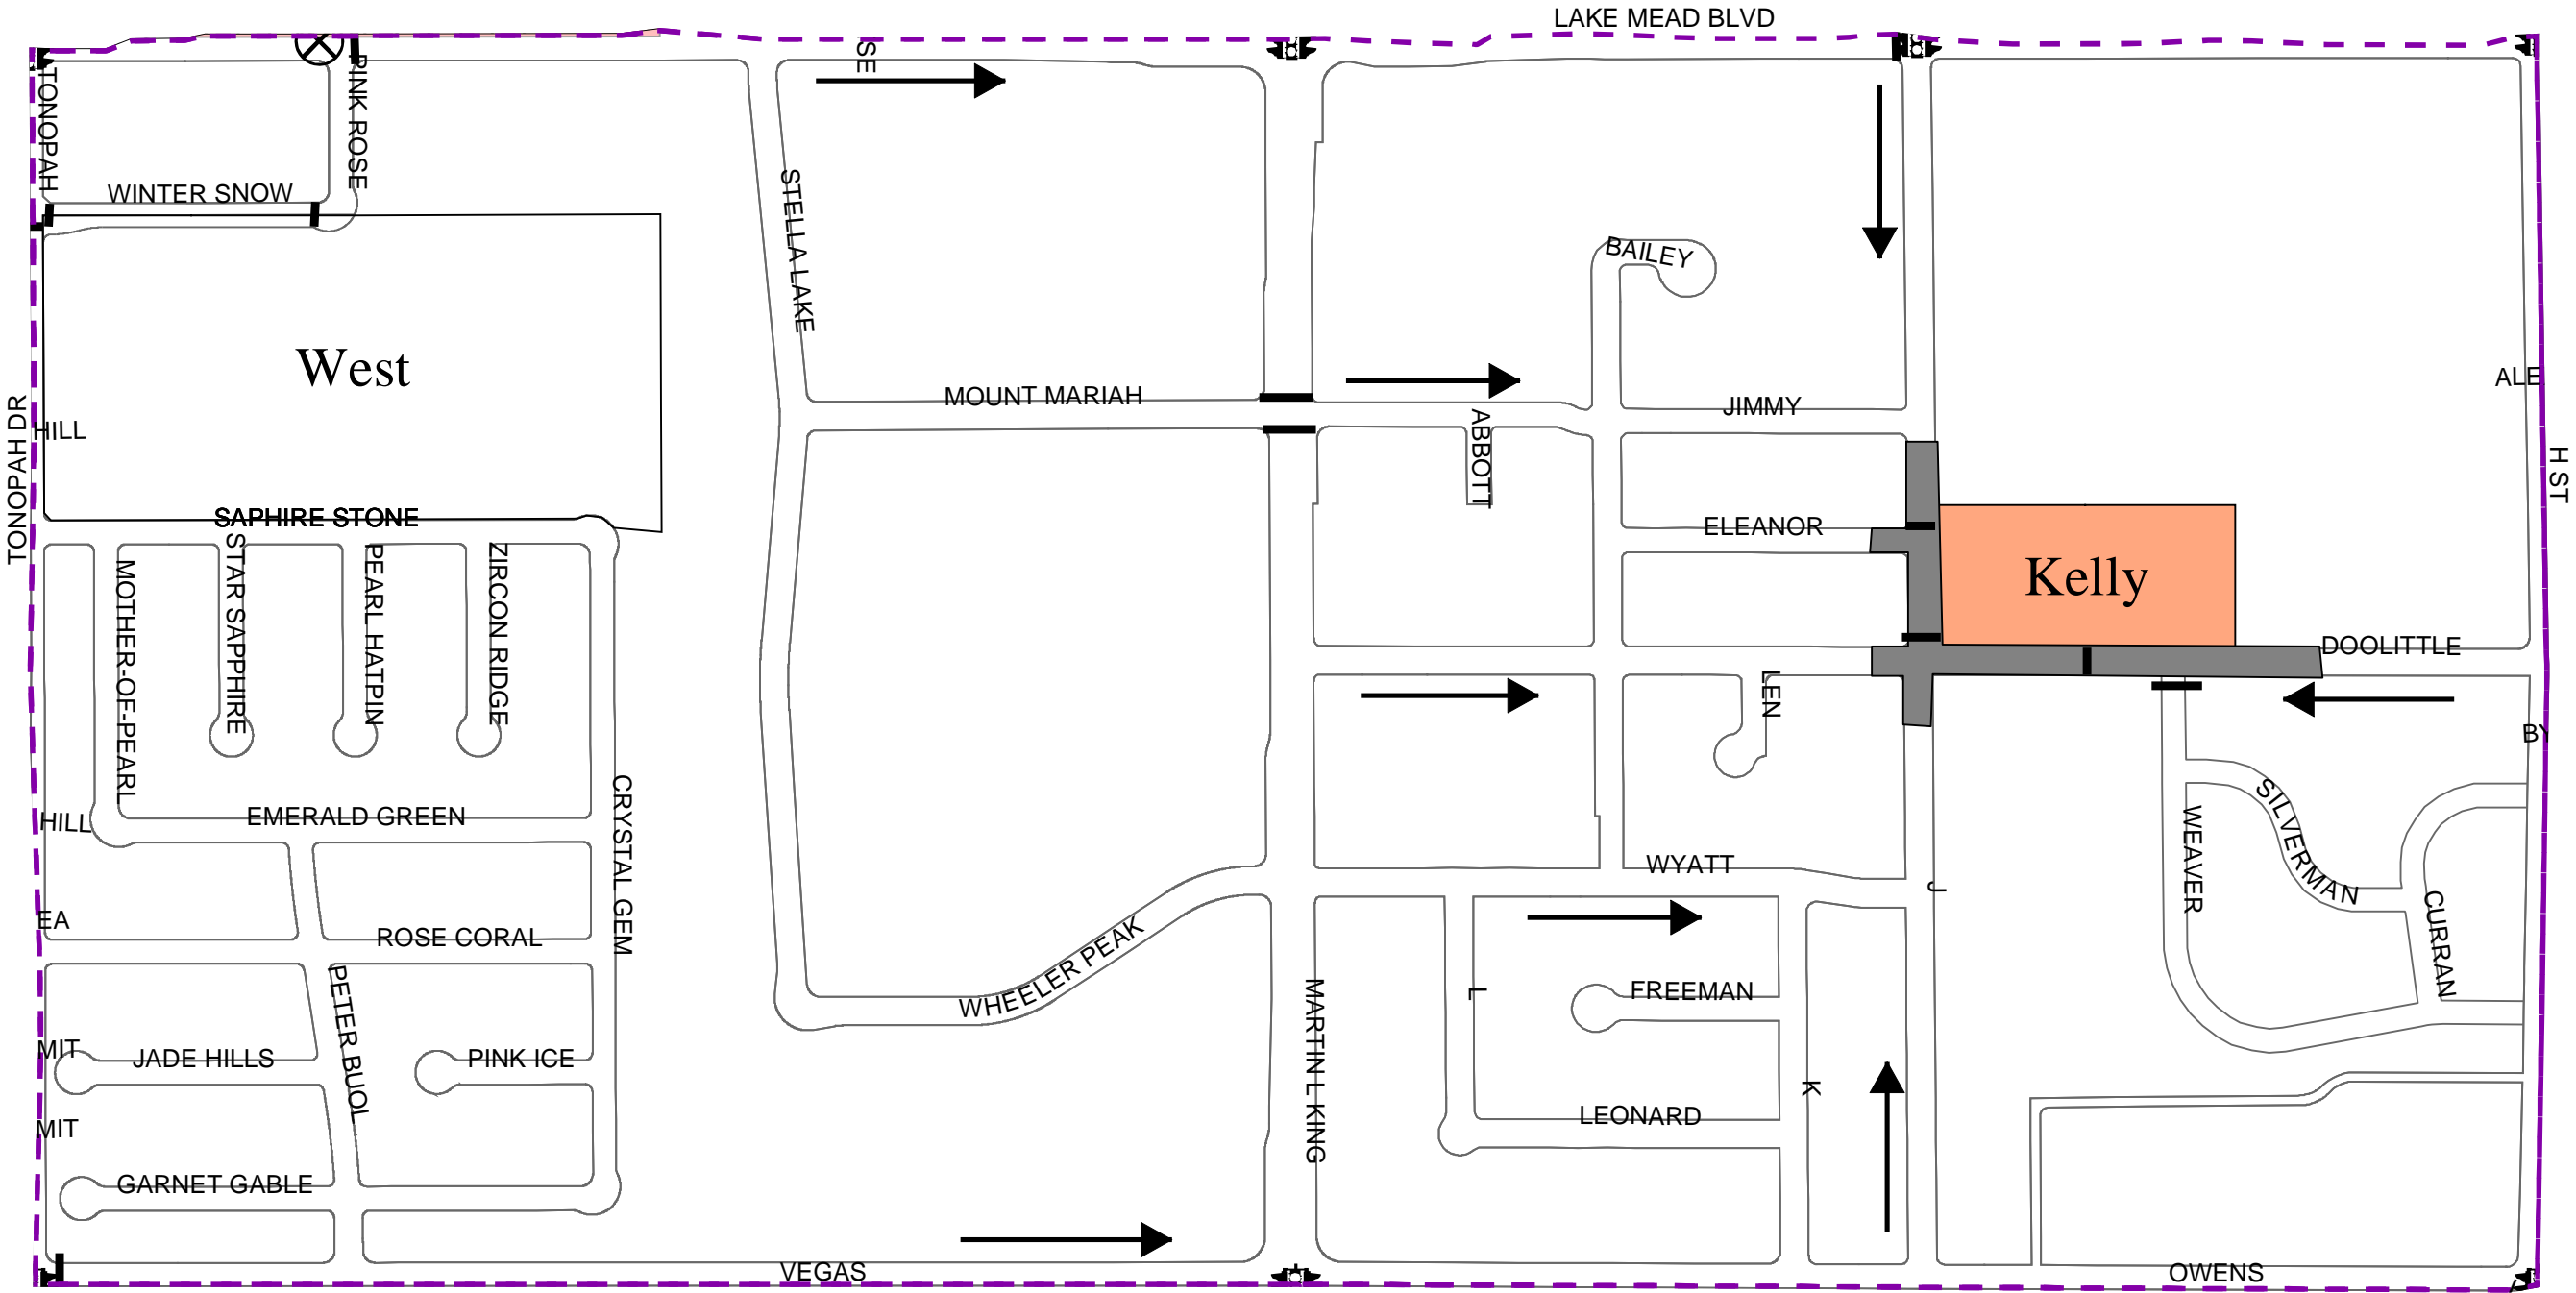 LAKE MEAD BLVD
SE
TONOPAH
PINK ROSE
WINTER SNOW
STELLA LAKE
BAILEY
West
MOUNT MARIAH
JIMMY
ALE
TONOPAH DR
HILL
ABBOTT
H ST
SAPHIRE STONE
ELEANOR
Kelly
STAR SAPPHIRE
PEARL HATPIN
ZIRCON RIDGE
MOTHER-OF-PEARL
DOOLITTLE
LEN
BY
CRYSTAL GEM
EMERALD GREEN
HILL
SILVERMAN
WEAVER
WYATT
J
CURRAN
EA
ROSE CORAL
WHEELER PEAK
PETER BUOL
MARTIN L KING
L
FREEMAN
MIT
JADE HILLS
PINK ICE
K
LEONARD
MIT
GARNET GABLE
VEGAS
OWENS